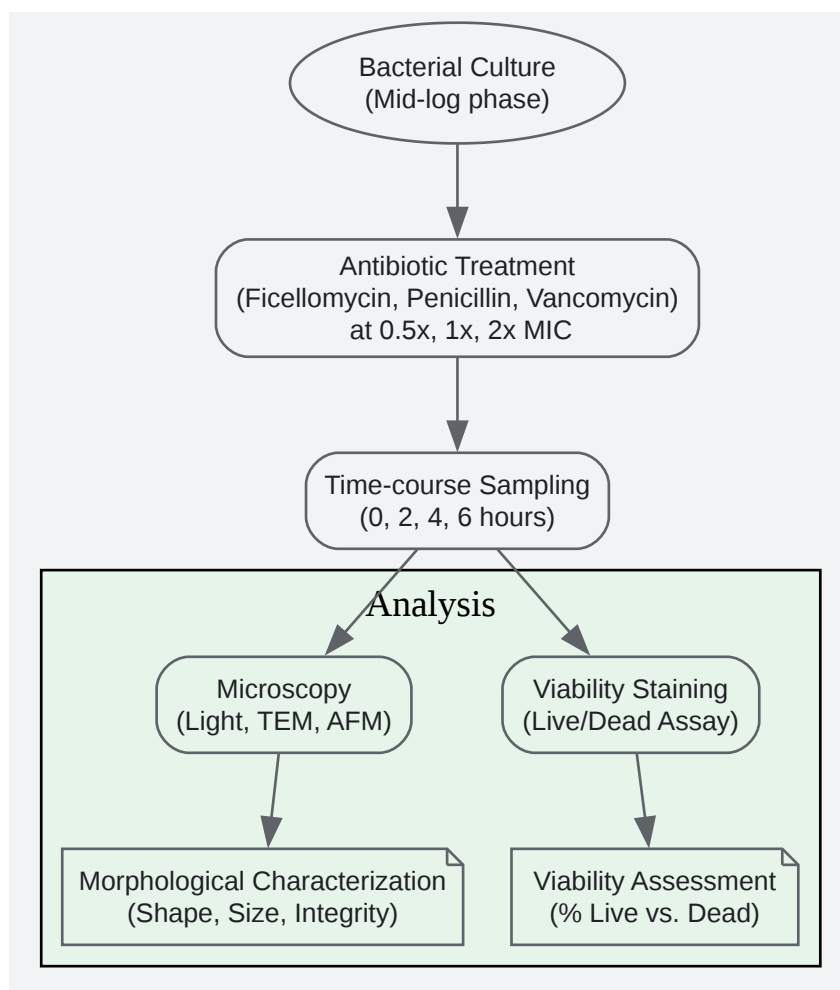 Bacterial Culture
(Mid-log phase)
Antibiotic Treatment
(Ficellomycin, Penicillin, Vancomycin)
at 0.5x, 1x, 2x MIC
Time-course Sampling
(0, 2, 4, 6 hours)
Analysis
Microscopy
(Light, TEM, AFM)
Viability Staining
(Live/Dead Assay)
Morphological Characterization
(Shape, Size, Integrity)
Viability Assessment
(% Live vs. Dead)